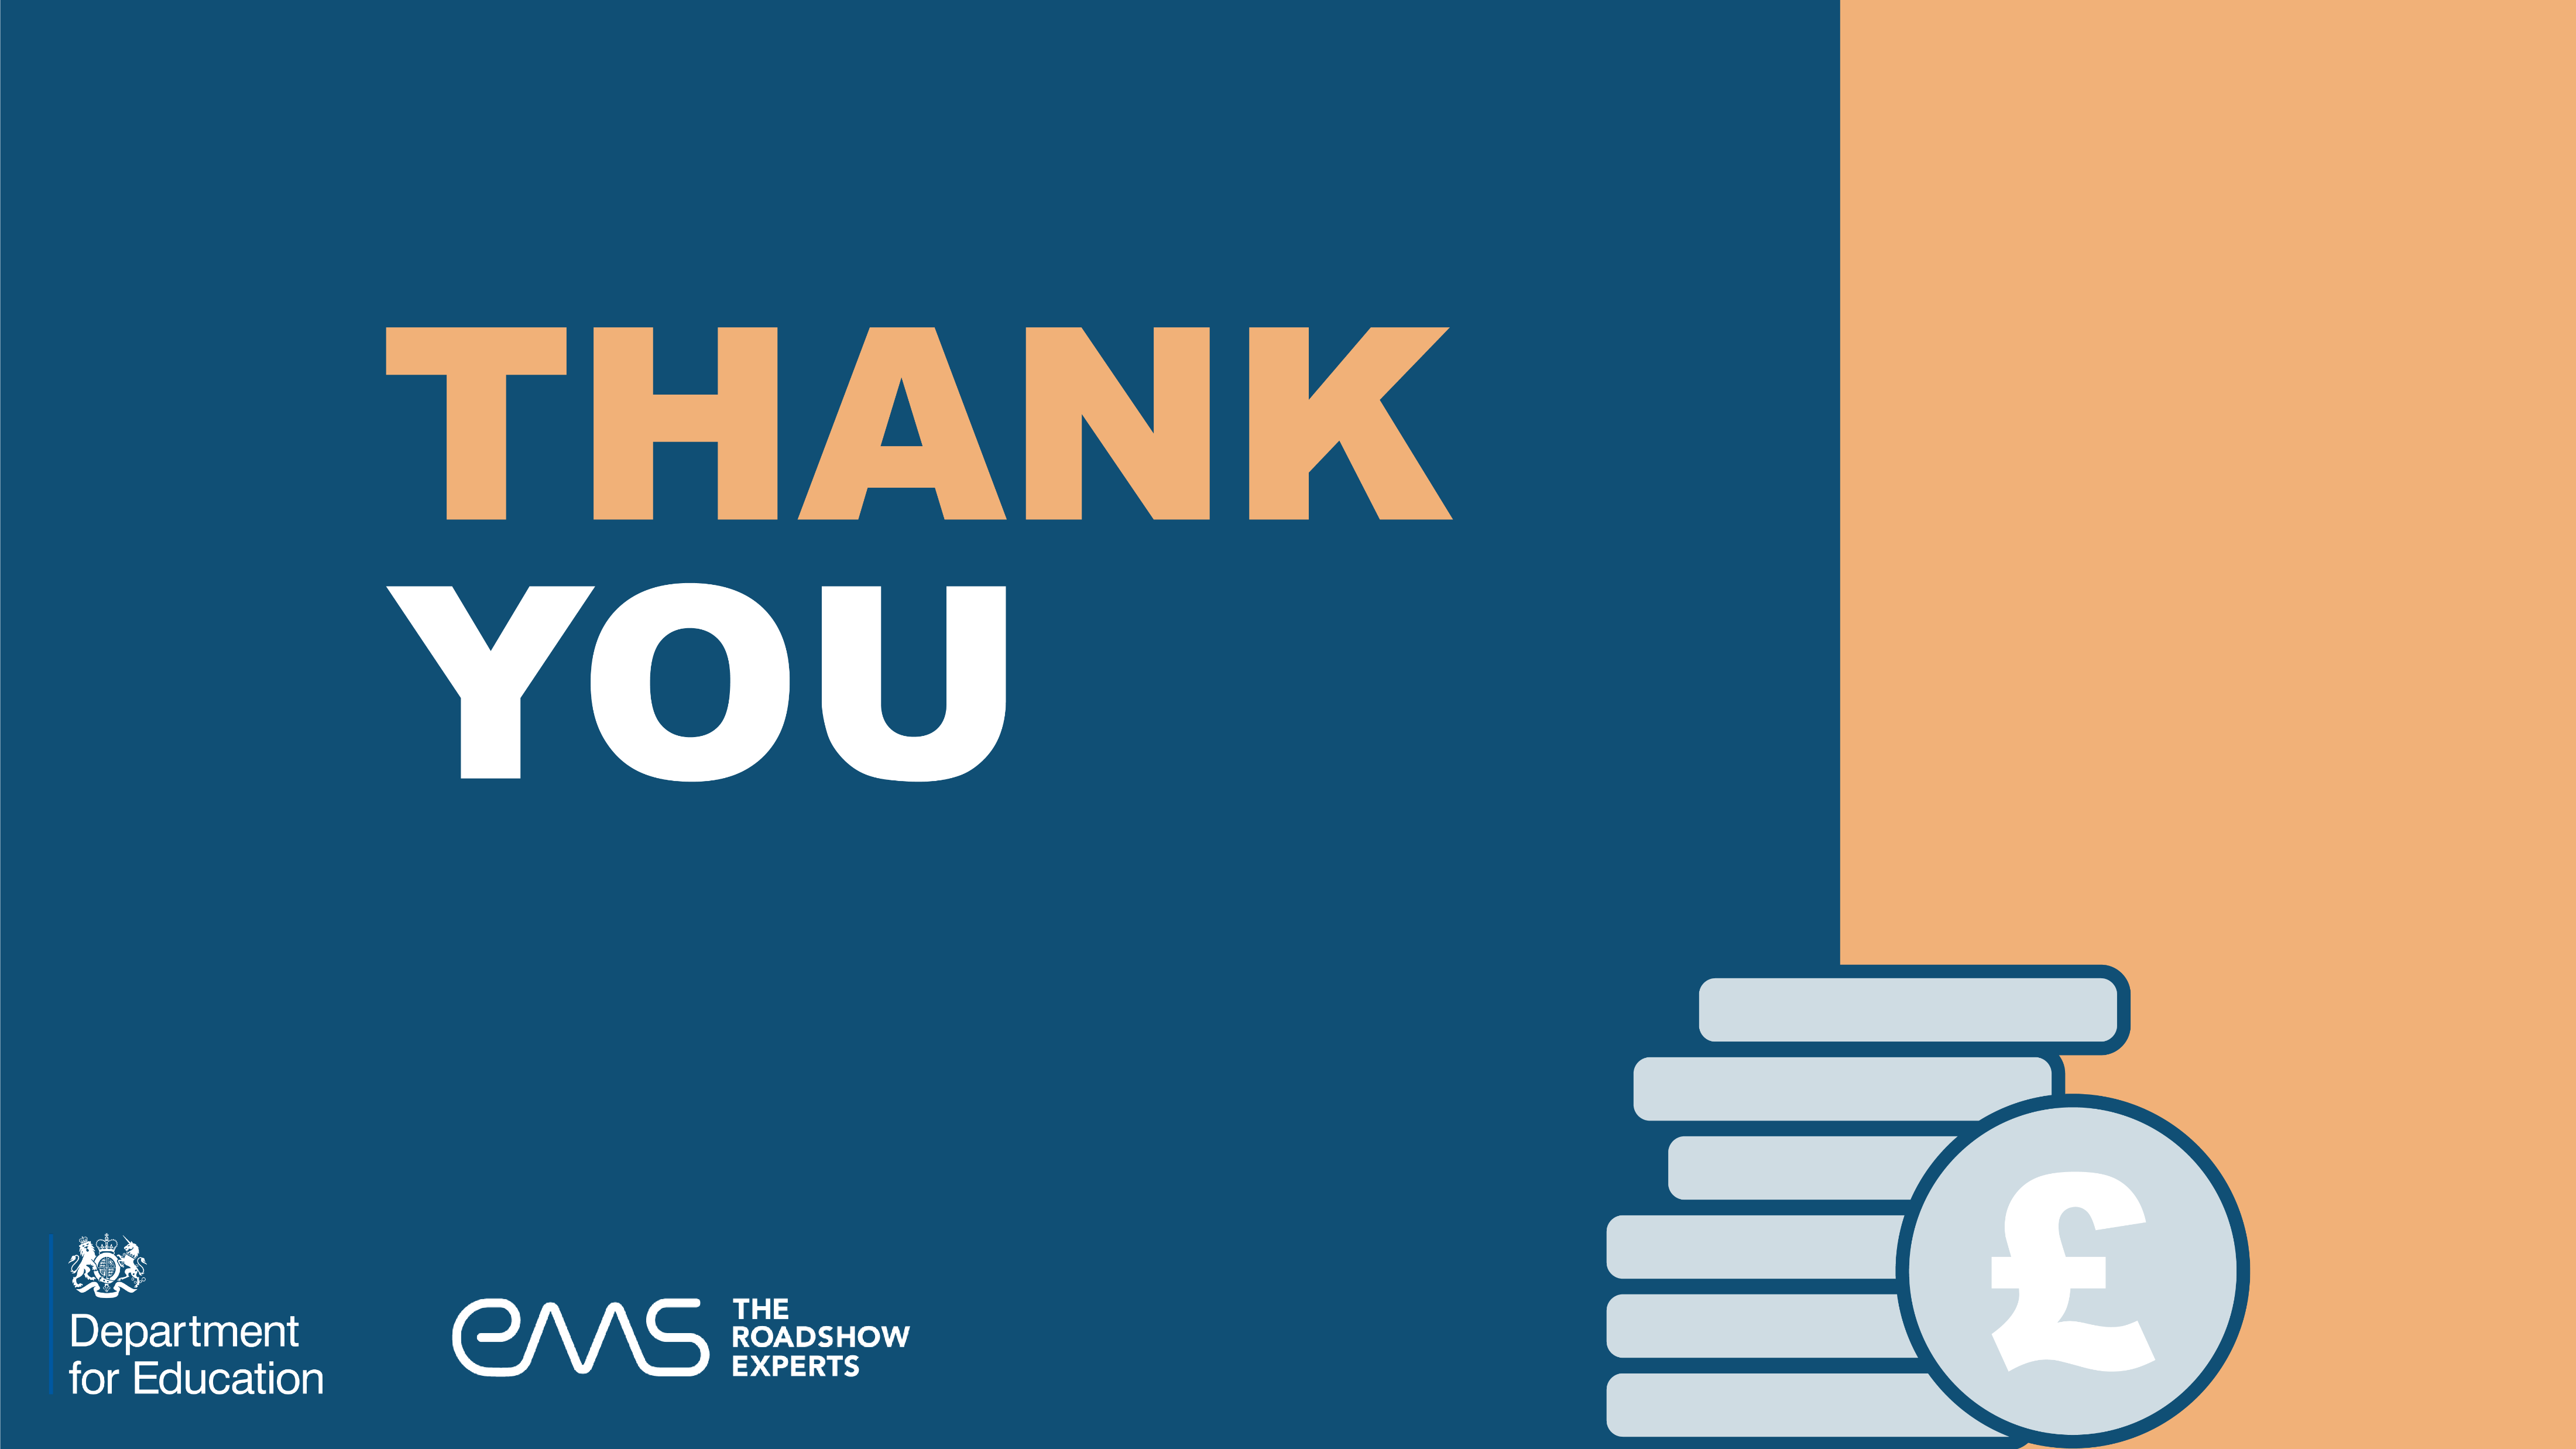 THANK
YOU
£
Department
for Education
ems
THE
ROADSHOW
EXPERTS